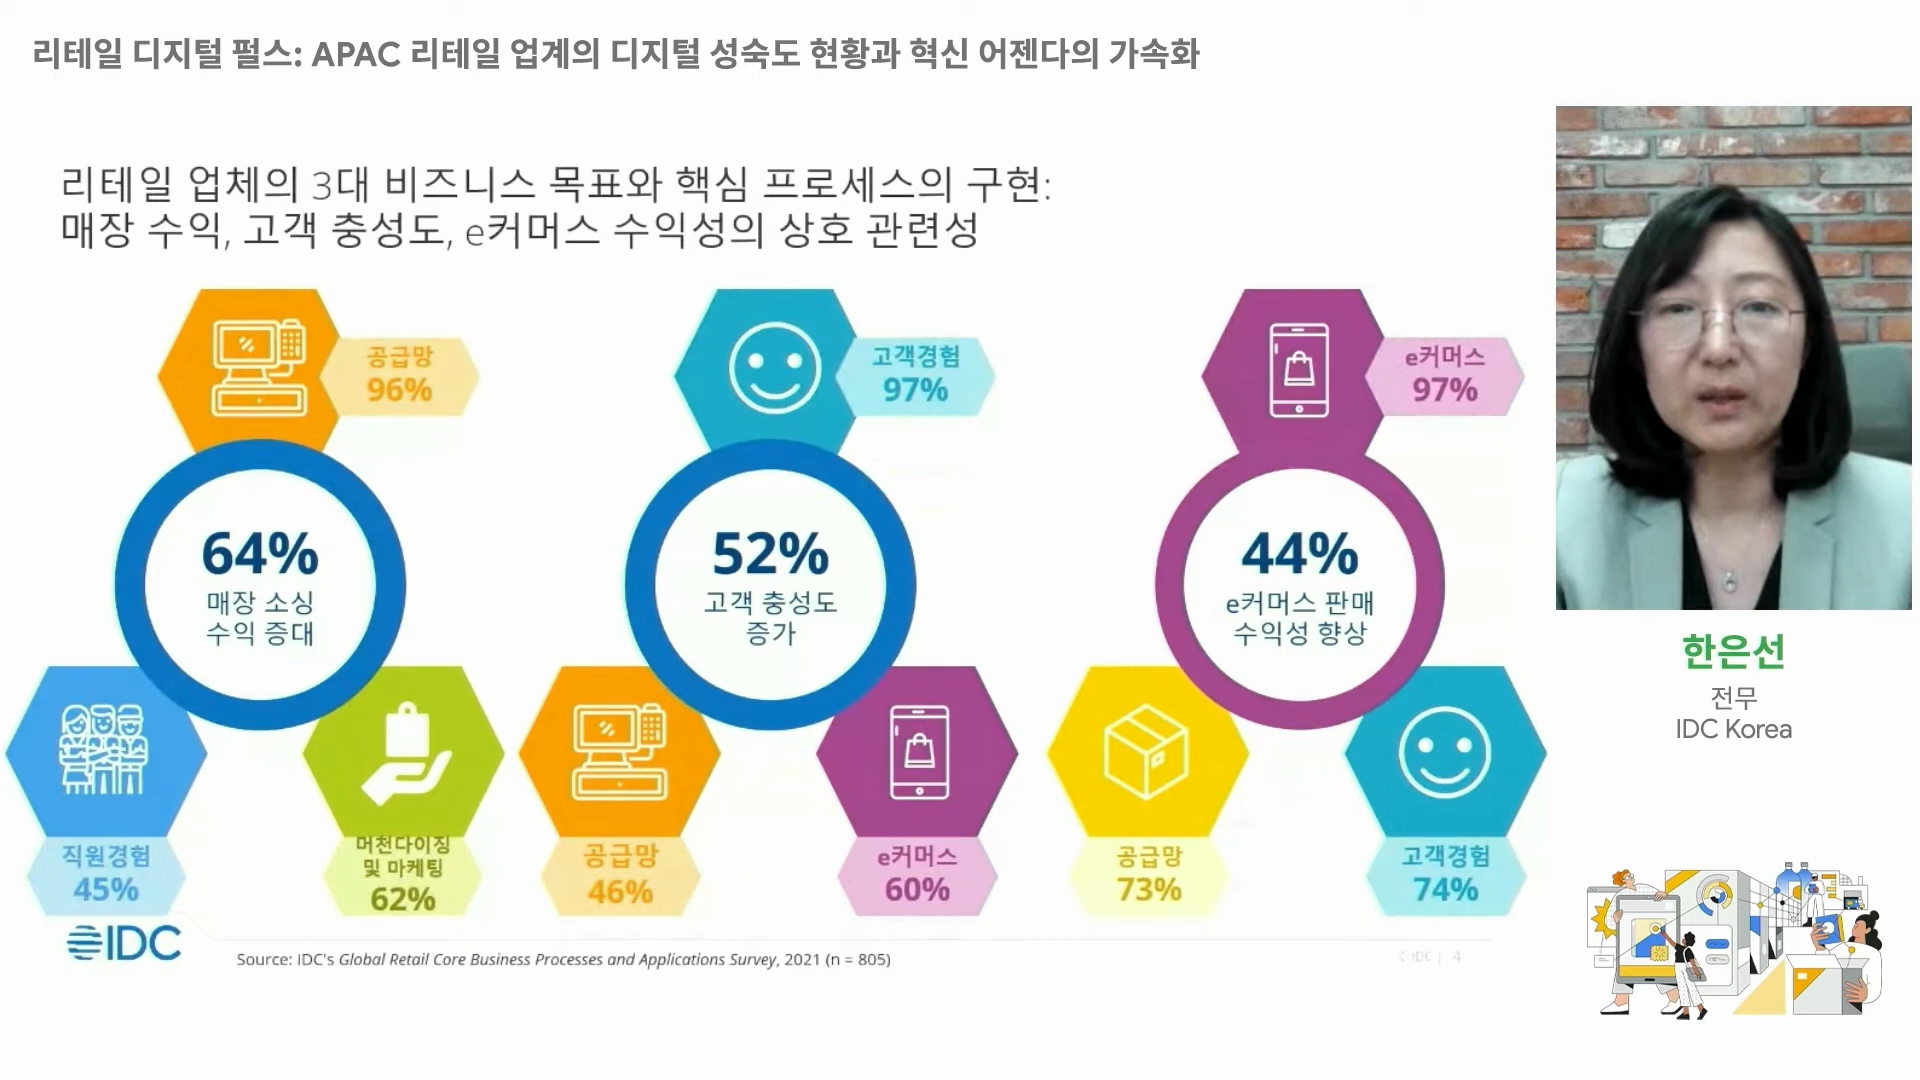 리테일 디지털 펄스: APAC 리테일 업계의 디지털 성숙도 현황과 혁신 어젠다의 가속화
리테일 업체의 3대 비즈니스 목표와 핵심 프로세스의 구현:
매장 수익, 고객 충성도, e커머스 수익성의 상호 관련성
공급망
96%
64%
매장 소싱
수익 증대
직원경험
45%
머천다이징
및 마케팅
62%
고객경험
97%
52%
고객 충성도
증가
공급망
46%
e커머스
60%
e커머스
97%
44%
e커머스 판매
수익성 향상
공급망
73%
고객경험
74%
한은선
전무
IDC Korea
IDC
Source: IDC's Global Retail Core Business Processes and Applications Survey, 2021 (n = 805)
IDC | 4